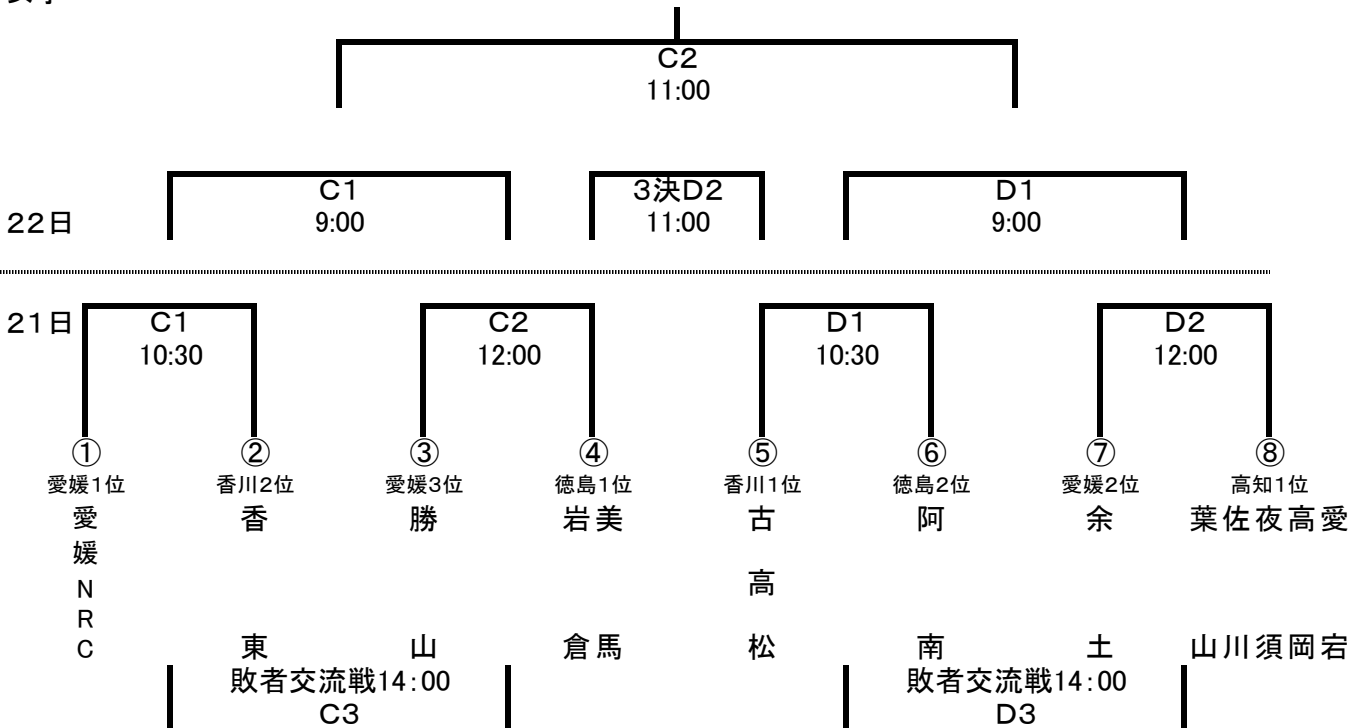 C2
11:00
22日
C1
9:00
3決D2
11:00
D1
9:00
21日
C1
10:30
C2
12:00
D1
10:30
D2
12:00
①
愛媛1位
愛媛NRC
②
香川2位
香東
③
愛媛3位
勝山
④
徳島1位
美馬
岩倉
⑤
香川1位
古高松
⑥
徳島2位
阿南
⑦
愛媛2位
余土
⑧
高知1位
愛宕
高岡
夜須
佐川
葉山
敗者交流戦14:00
C3
敗者交流戦14:00
D3